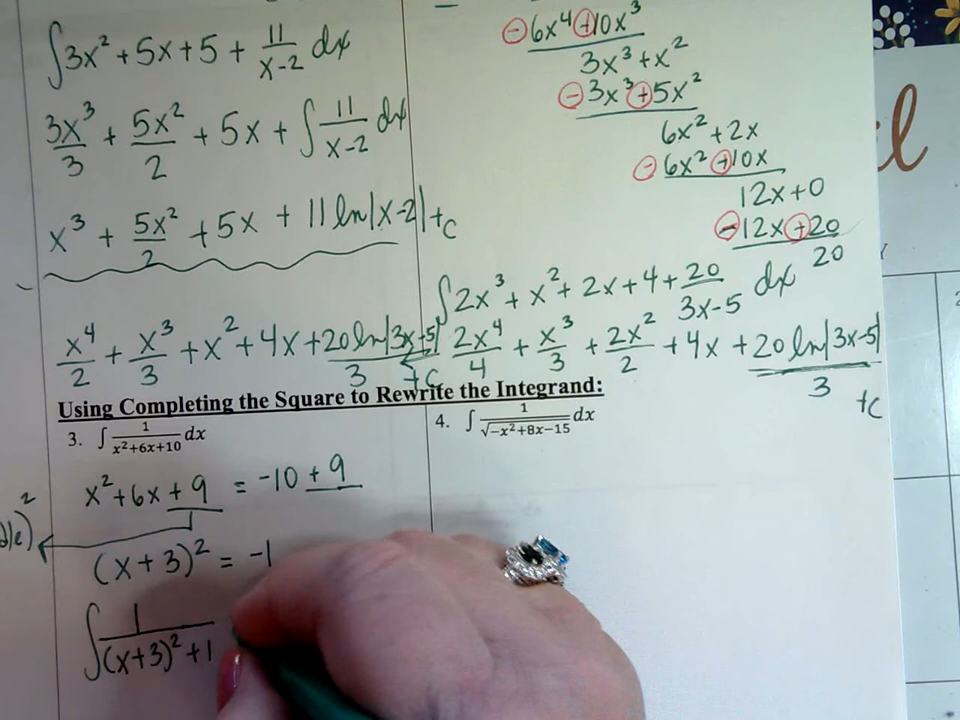 ∫3x² + 5x + 5 + 11/(x-2) dx
3x³/3 + 5x²/2 + 5x + ∫ 11/(x-2) dx
x³ + 5x²/2 + 5x + 11 ln|x-2| + c
- 6x⁴ + 10x³
3x³ + x²
- 3x³ + 5x²
6x² + 2x
- 6x² + 10x
12x + 0
- 12x + 20
20
∫2x³ + x² + 2x + 4 + 20/(3x-5) dx
2x⁴/4 + x³/3 + 2x²/2 + 4x + 20 ln|3x-5|/3 + c
x⁴/2 + x³/3 + x² + 4x + 20 ln|3x+5|/3 + c
Using Completing the Square to Rewrite the Integrand:
3. ∫ 1/(x²+6x+10) dx
x² + 6x + 9 = -10 + 9
(x + 3)² = -1
∫ 1/((x+3)² + 1)
4. ∫ 1/√(-x²+8x-15) dx